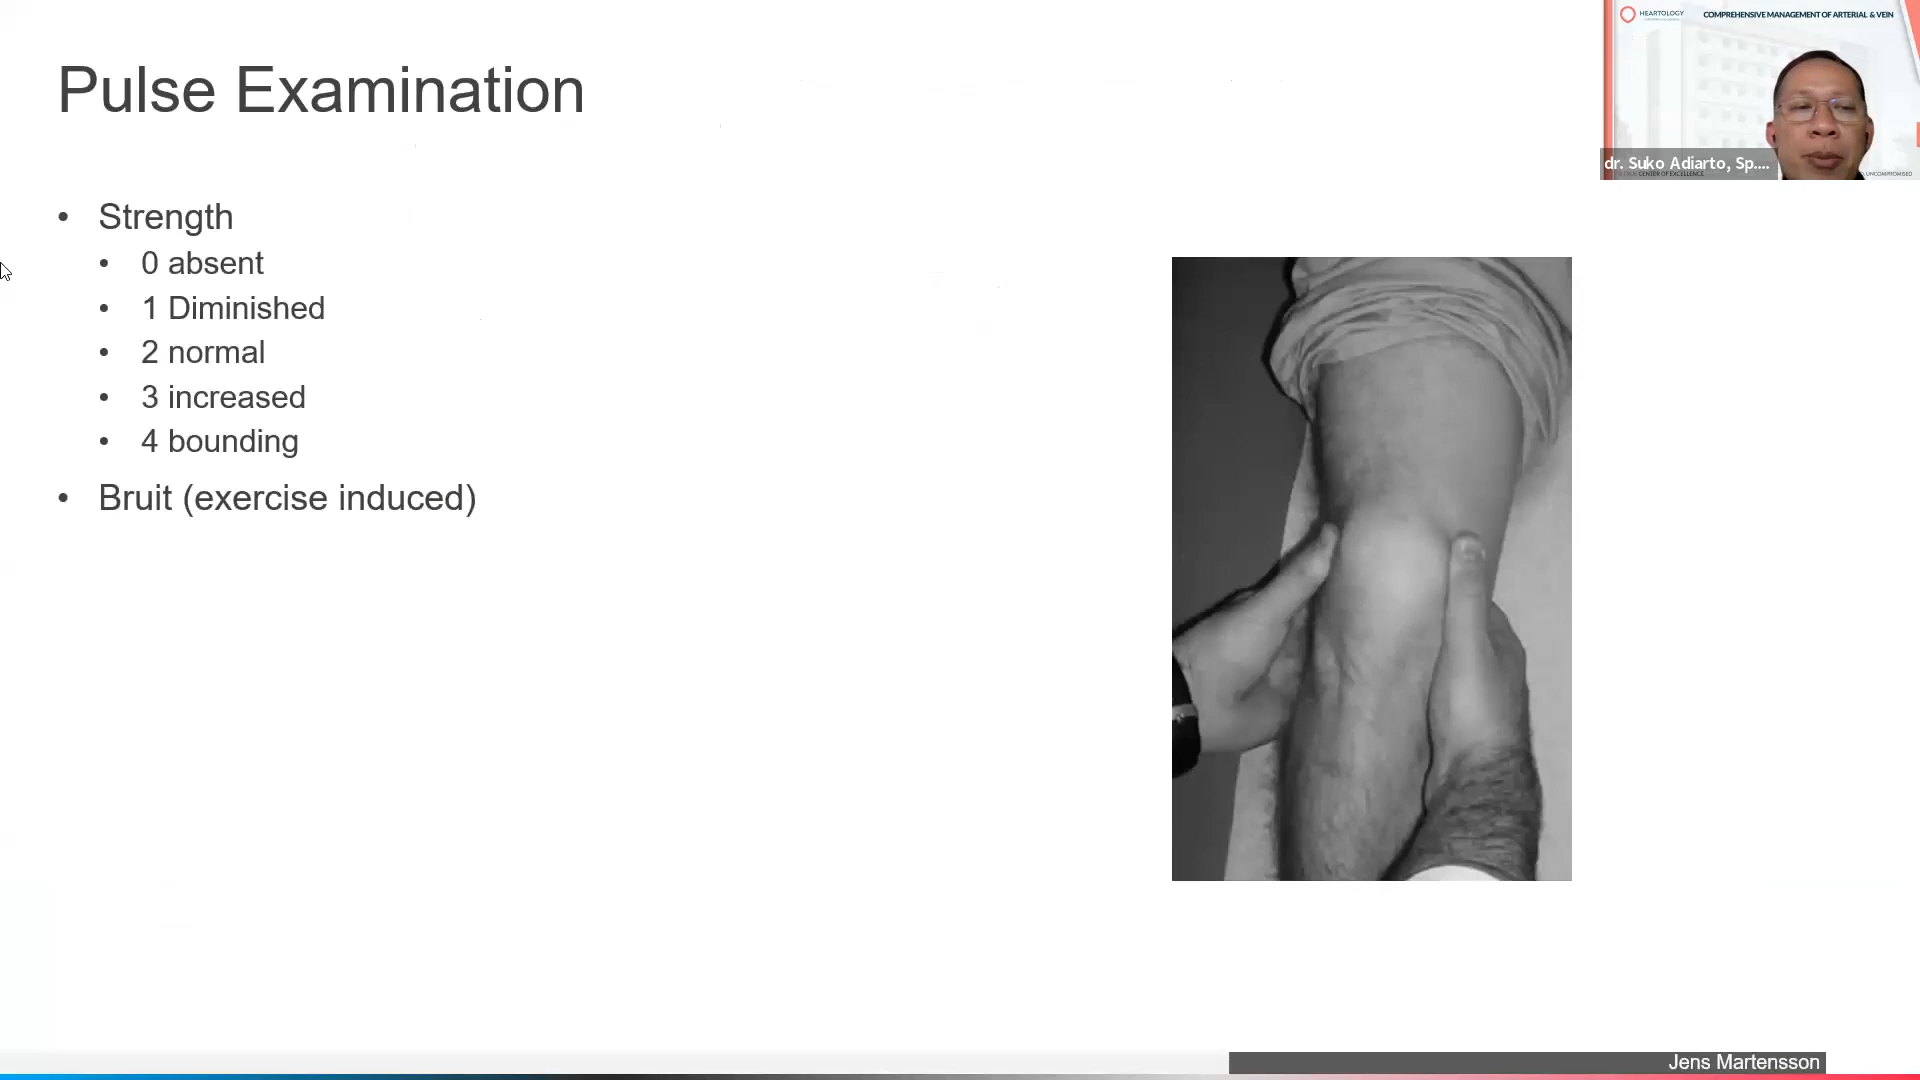 Pulse Examination
HEARTOLOGY
COMPREHENSIVE MANAGEMENT OF ARTERIAL & VEIN
dr. Suko Adiarto, Sp....
CENTER OF EXCELLENCE
UNCOMPROMISED
• Strength
• 0 absent
• 1 Diminished
• 2 normal
• 3 increased
• 4 bounding
• Bruit (exercise induced)
Jens Martensson